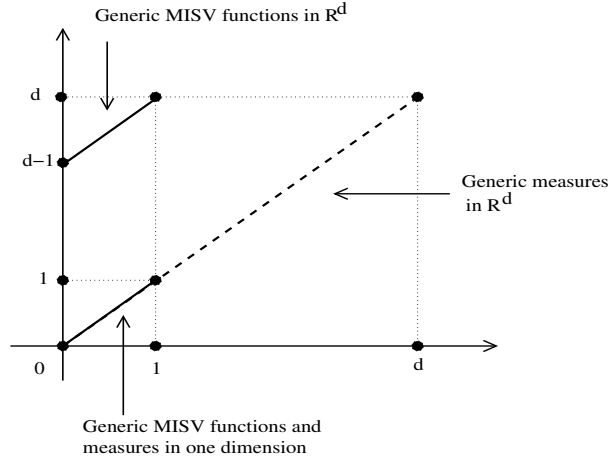 Generic MISV functions in R^d
d
d−1
Generic measures
in R^d
1
0
1
d
Generic MISV functions and
measures in one dimension